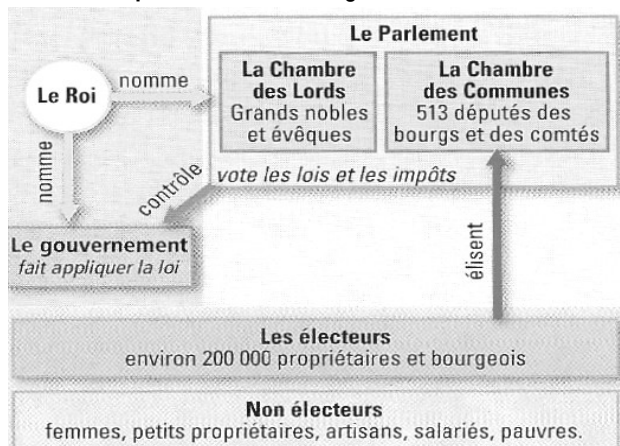 Le Parlement
Le Roi
nomme
La Chambre
des Lords
Grands nobles
et évêques
La Chambre
des Communes
513 députés des
bourgs et des comtés
nomme
contrôle
vote les lois et les impôts
Le gouvernement
fait appliquer la loi
élisent
Les électeurs
environ 200 000 propriétaires et bourgeois
Non électeurs
femmes, petits propriétaires, artisans, salariés, pauvres.